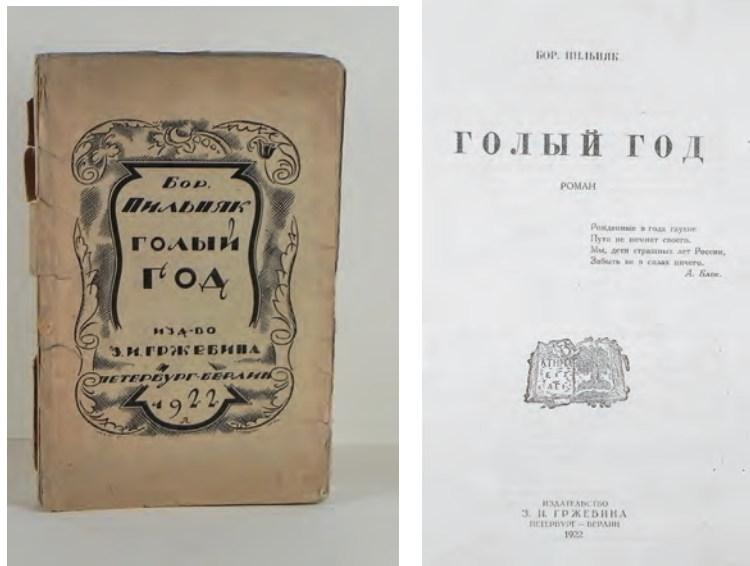 Бор.
Пильняк
Голый
Год
изд-во
З.И.Гржебина
Петербург-Берлин
1922
БОР. ПИЛЬНЯК
ГОЛЫЙ ГОД
РОМАН
Рожденные в года глухие
Пути не помнят своего.
Мы, дети страшных лет России,
Забыть не в силах ничего.
А. Блок.
ИЗДАТЕЛЬСТВО
З. И. ГРЖЕБИНА
ПЕТЕРБУРГ — БЕРЛИН
1922